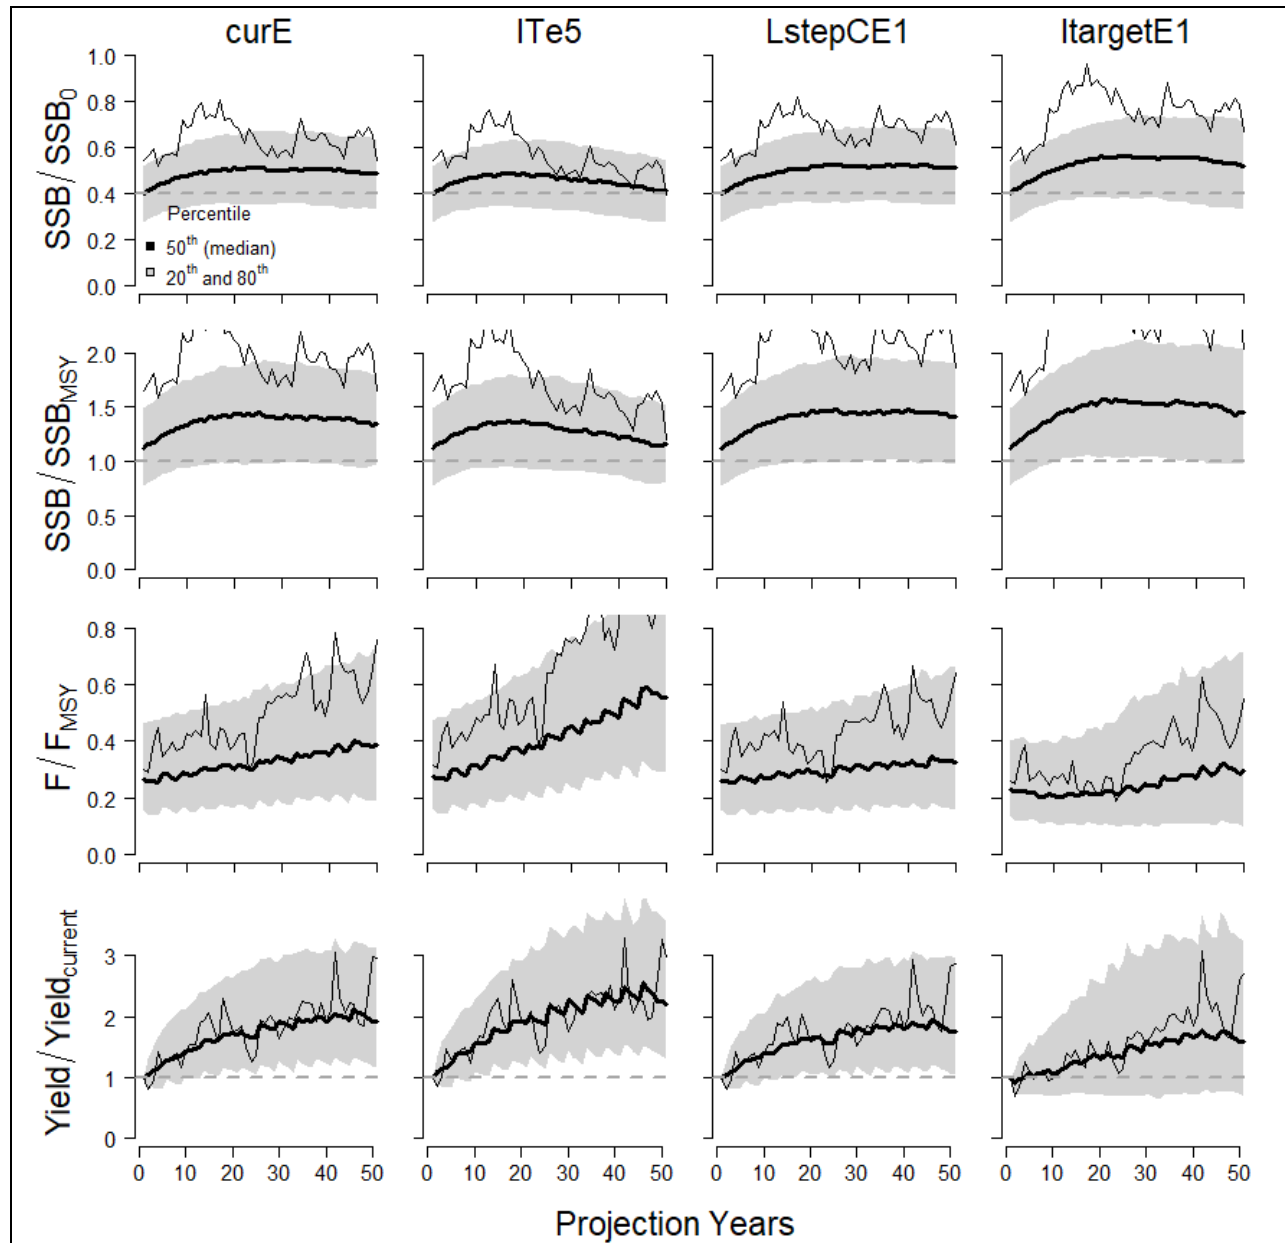 curE ITe5 LstepCE1 ItargetE1
SSB / SSB0
1.0
0.8
0.6
0.4
0.2
0.0
Percentile
50th (median)
20th and 80th
SSB / SSBMSY
2.0
1.5
1.0
0.5
0.0
F / FMSY
0.8
0.6
0.4
0.2
0.0
Yield / Yieldcurrent
3
2
1
0
0 10 20 30 40 50 0 10 20 30 40 50 0 10 20 30 40 50 0 10 20 30 40 50
Projection Years